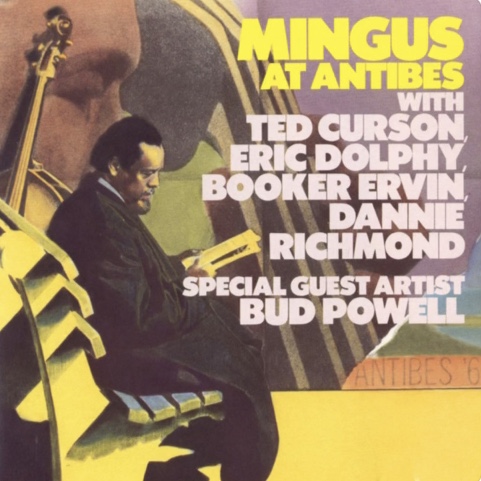 MINGUS
AT ANTIBES
WITH
TED CURSON,
ERIC DOLPHY,
BOOKER ERVIN,
DANNIE
RICHMOND
SPECIAL GUEST ARTIST
BUD POWELL
ANTIBES '6